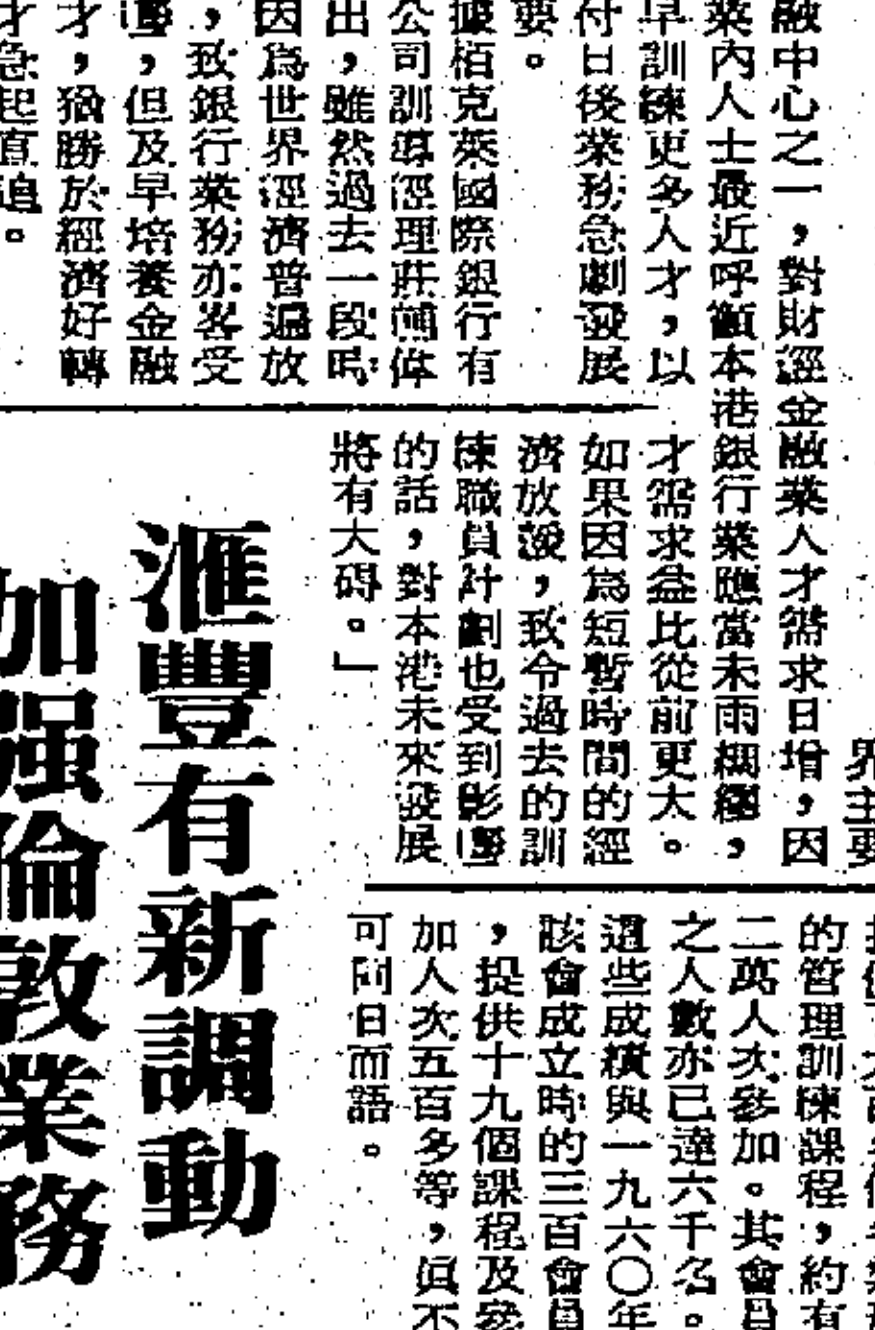 界主要
融中心之一，對財經金融業人才需求日增，因
業內人士最近呼籲本港銀行業應當未雨綢繆，
早訓練更多人才，以
付日後業務急劇發展
要。
據栢克萊國際銀行有
公司訓導經理莊
出，雖然過去一段時
因爲世界經濟普遍放
，致銀行業務亦畧受
響，但及早培養金融
才，猶勝於經濟好轉
才急起直追。
才需求益比從前更大。
如果因爲短暫時間的經
濟放緩，致令過去的訓
練職員計劃也受到影響
的話，對本港未來發展
將有大碍。」
的管理訓練課程，約有
二萬人次參加。其會員
之人數亦已達六千名。
這些成績與一九六〇年
該會成立時的三百會員
，提供十九個課程及參
加人次五百多等，眞不
可同日而語。
滙豐有新調動
加强倫敦業務